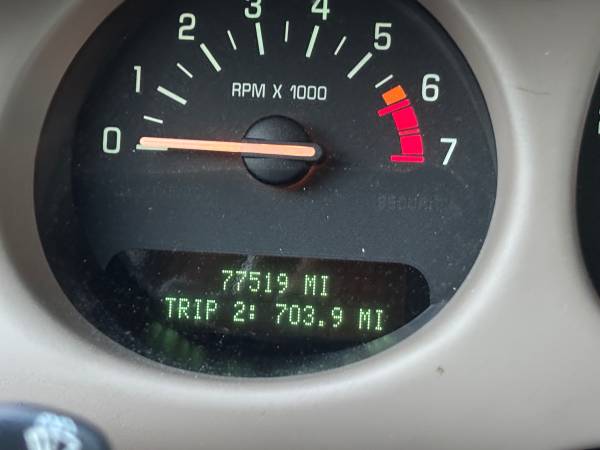 0 1 2 3 4 5 6 7
RPM X 1000
77519 MI
TRIP 2: 703.9 MI